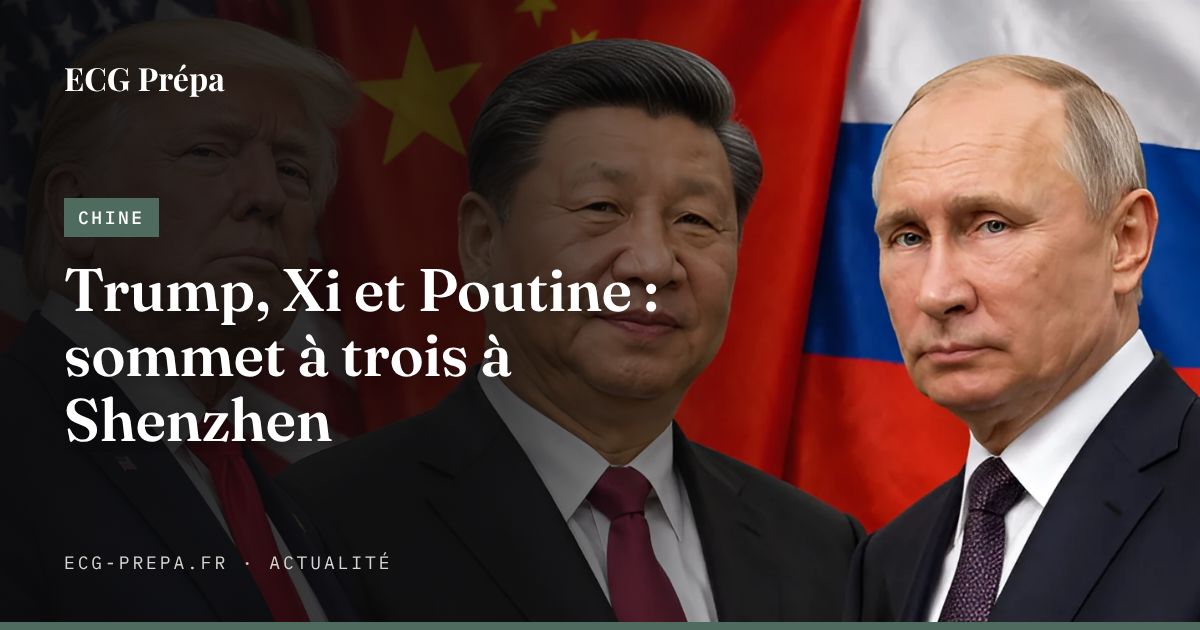 ECG Prépa
CHINE
Trump, Xi et Poutine :
sommet à trois à
Shenzhen
ECG-PREPA.FR · ACTUALITÉ